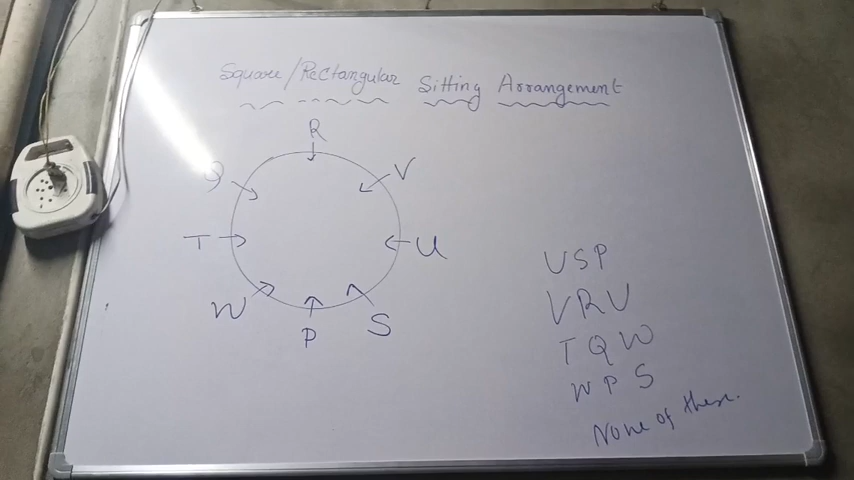 Square/Rectangular Sitting Arrangement
R
Q
V
T
U
W
P
S
USP
VRU
TQW
WPS
None of these.